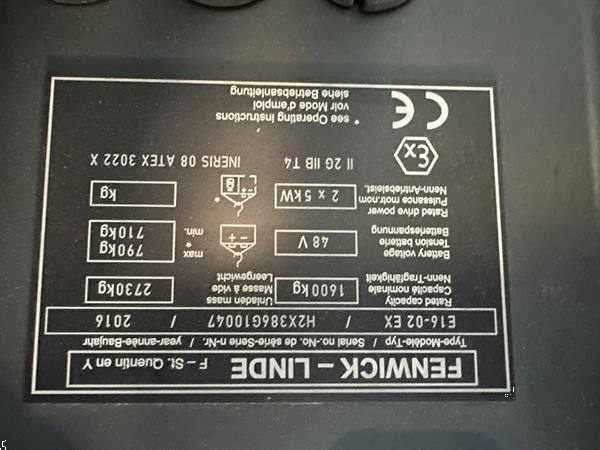 FENWICK – LINDE F – St. Quentin en Y
Type-Modèle-Typ / Serial no.-No. de série-Serie-Nr. / year-année-Baujahr
E16-02 EX / H2X386G10047 / 2016
Rated capacity
Capacité nominale
Nenn-Tragfähigkeit
1600kg
Unladen mass
Masse à vide
Leergewicht
2730kg
Battery voltage
Tension batterie
Batteriespannung
48 V
- +
max
min. *
790kg
710kg
Rated drive power
Puissance mot.nom.
Nenn-Antriebsleist.
2 x 5 kW
*
kg
Ex II 2G IIB T4 INERIS 08 ATEX 3022 X
CE
* see Operating Instructions
voir Mode d'emploi
siehe Betriebsanleitung